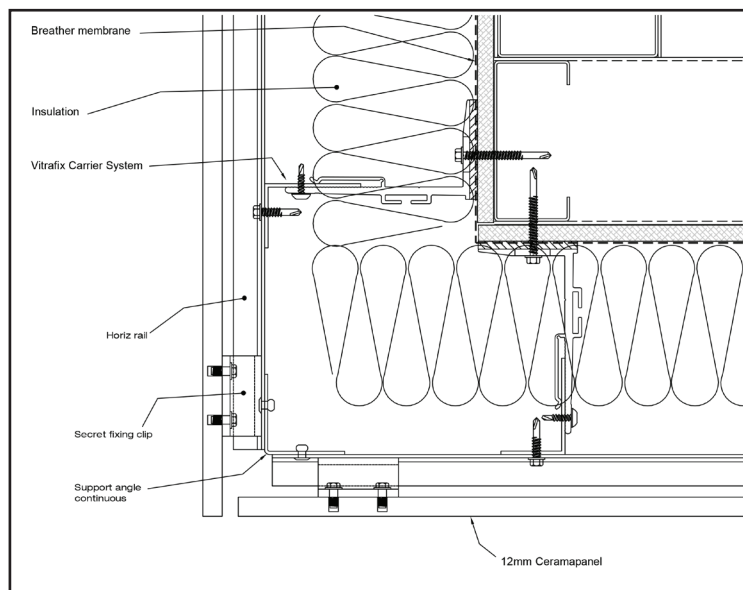 Breather membrane
Insulation
Vitrafix Carrier System
Horiz rail
Secret fixing clip
Support angle
continuous
12mm Ceramapanel